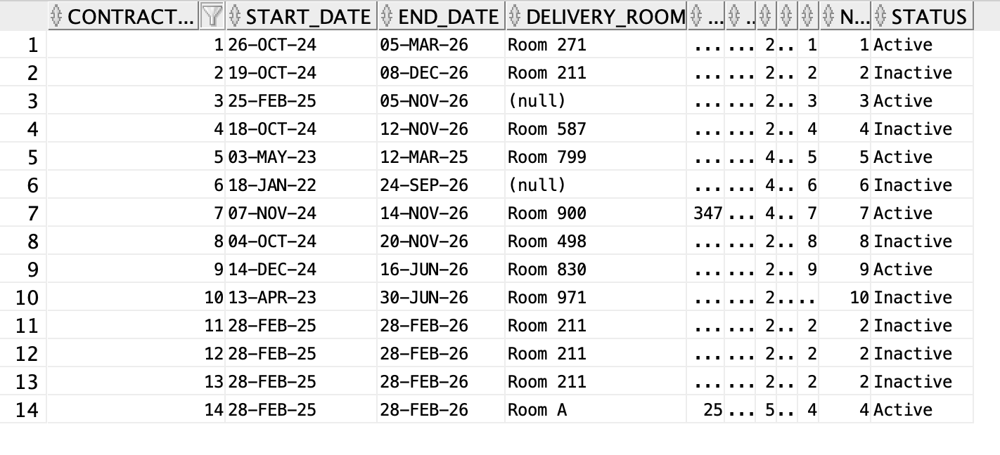 CONTRACT... START_DATE END_DATE DELIVERY_ROOM ... .. N... STATUS
1 1 26-OCT-24 05-MAR-26 Room 271 ... ... 2 .. 1 1 Active
2 2 19-OCT-24 08-DEC-26 Room 211 ... ... 2 .. 2 2 Inactive
3 3 25-FEB-25 05-NOV-26 (null) ... ... 2 .. 3 3 Active
4 4 18-OCT-24 12-NOV-26 Room 587 ... ... 2 .. 4 4 Inactive
5 5 03-MAY-23 12-MAR-25 Room 799 ... ... 4 .. 5 5 Active
6 6 18-JAN-22 24-SEP-26 (null) ... ... 4 .. 6 6 Inactive
7 7 07-NOV-24 14-NOV-26 Room 900 347 ... 4 .. 7 7 Active
8 8 04-OCT-24 20-NOV-26 Room 498 ... ... 2 .. 8 8 Inactive
9 9 14-DEC-24 16-JUN-26 Room 830 ... ... 2 .. 9 9 Active
10 10 13-APR-23 30-JUN-26 Room 971 ... ... 2 .. .. 10 Inactive
11 11 28-FEB-25 28-FEB-26 Room 211 ... ... 2 .. 2 2 Inactive
12 12 28-FEB-25 28-FEB-26 Room 211 ... ... 2 .. 2 2 Inactive
13 13 28-FEB-25 28-FEB-26 Room 211 ... ... 2 .. 2 2 Inactive
14 14 28-FEB-25 28-FEB-26 Room A 25 ... 5 .. 4 4 Active